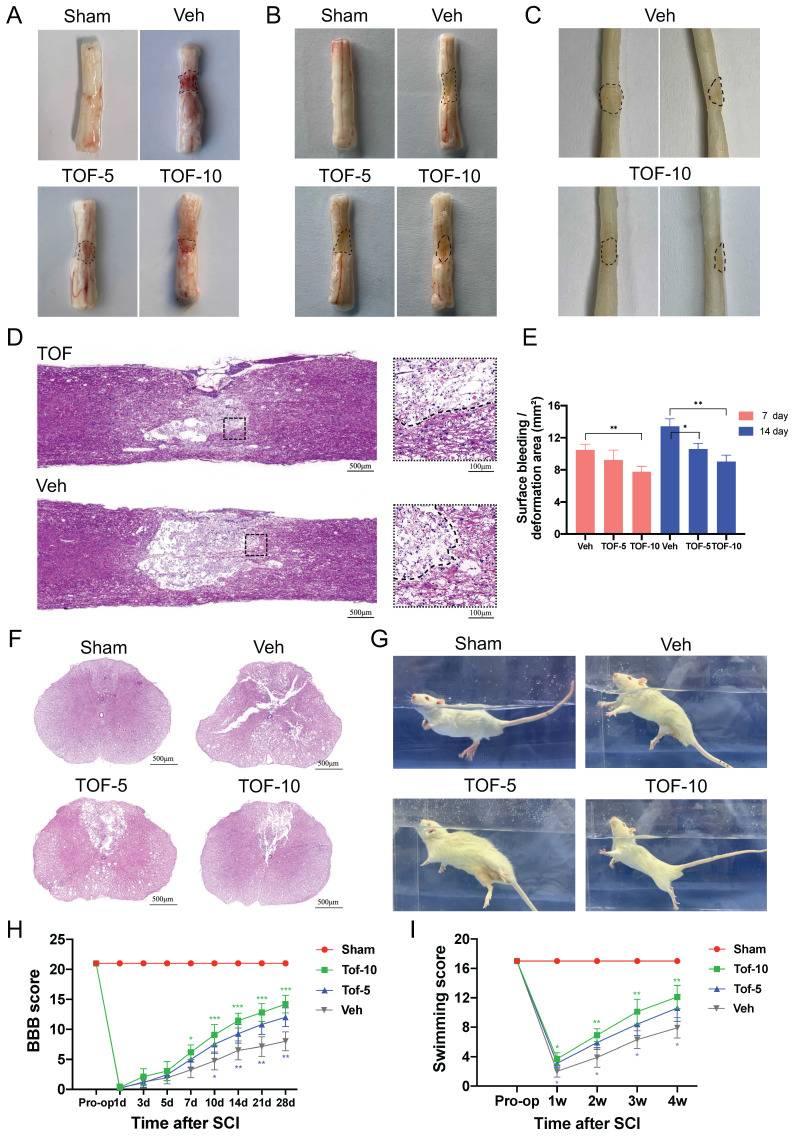 A
Sham
Veh
TOF-5
TOF-10
B
Sham
Veh
TOF-5
TOF-10
C
Veh
TOF-10
D
TOF
500μm
100μm
Veh
500μm
100μm
E
Surface bleeding /
deformation area (mm²)
16
12
8
4
0
**
*
**
7 day
14 day
Veh
TOF-5
TOF-10
Veh
TOF-5
TOF-10
F
Sham
Veh
500μm
500μm
TOF-5
TOF-10
500μm
500μm
G
Sham
Veh
TOF-5
TOF-10
H
BBB score
25
20
15
10
5
0
*
***
***
***
***
*
**
**
**
Pro-op
1d
3d
5d
7d
10d
14d
21d
28d
Time after SCI
Sham
Tof-10
Tof-5
Veh
I
Swimming score
20
16
12
8
4
0
*
**
**
**
*
*
*
*
Pro-op
1w
2w
3w
4w
Time after SCI
Sham
Tof-10
Tof-5
Veh